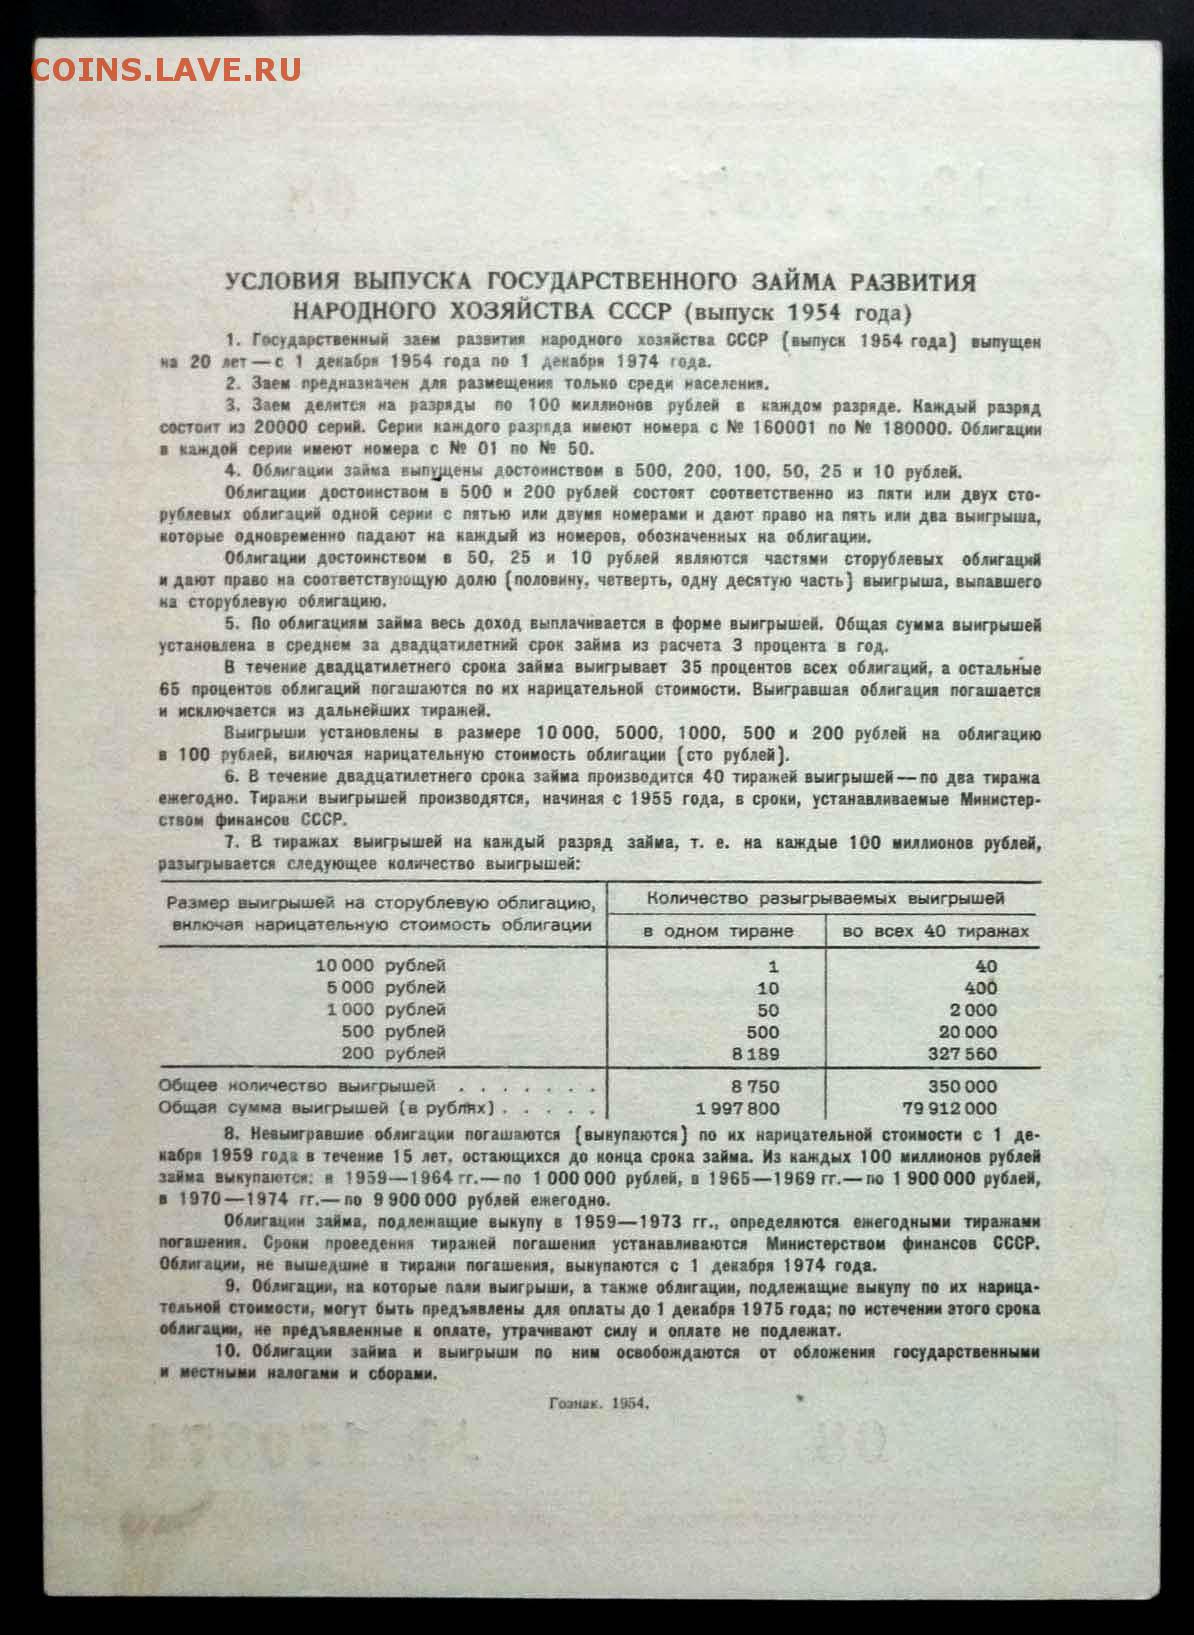 COINS.LAVE.RU
УСЛОВИЯ ВЫПУСКА ГОСУДАРСТВЕННОГО ЗАЙМА РАЗВИТИЯ
НАРОДНОГО ХОЗЯЙСТВА СССР (выпуск 1954 года)
1. Государственный заем развития народного хозяйства СССР (выпуск 1954 года) выпущен
на 20 лет — с 1 декабря 1954 года по 1 декабря 1974 года.
2. Заем предназначен для размещения только среди населения.
3. Заем делится на разряды по 100 миллионов рублей в каждом разряде. Каждый разряд
состоит из 20000 серий. Серии каждого разряда имеют номера с № 160001 по № 180000. Облигации
в каждой серии имеют номера с № 01 по № 50.
4. Облигации займа выпущены достоинством в 500, 200, 100, 50, 25 и 10 рублей.
Облигации достоинством в 500 и 200 рублей состоят соответственно из пяти или двух сто-
рублевых облигаций одной серии с пятью или двумя номерами и дают право на пять или два выигрыша,
которые одновременно падают на каждый из номеров, обозначенных на облигации.
Облигации достоинством в 50, 25 и 10 рублей являются частями сторублевых облигаций
и дают право на соответствующую долю (половину, четверть, одну десятую часть) выигрыша, выпавшего
на сторублевую облигацию.
5. По облигациям займа весь доход выплачивается в форме выигрышей. Общая сумма выигрышей
установлена в среднем за двадцатилетний срок займа из расчета 3 процента в год.
В течение двадцатилетнего срока займа выигрывает 35 процентов всех облигаций, а остальные
65 процентов облигаций погашаются по их нарицательной стоимости. Выигравшая облигация погашается
и исключается из дальнейших тиражей.
Выигрыши установлены в размере 10 000, 5000, 1000, 500 и 200 рублей на облигацию
в 100 рублей, включая нарицательную стоимость облигации (сто рублей).
6. В течение двадцатилетнего срока займа производится 40 тиражей выигрышей — по два тиража
ежегодно. Тиражи выигрышей производятся, начиная с 1955 года, в сроки, устанавливаемые Министер-
ством финансов СССР.
7. В тиражах выигрышей на каждый разряд займа, т. е. на каждые 100 миллионов рублей,
разыгрывается следующее количество выигрышей:
Размер выигрышей на сторублевую облигацию, Количество разыгрываемых выигрышей
включая нарицательную стоимость облигации в одном тираже во всех 40 тиражах
10 000 рублей 1 40
5 000 рублей 10 400
1 000 рублей 50 2 000
500 рублей 500 20 000
200 рублей 8 189 327 560
Общее количество выигрышей . . . . . . . 8 750 350 000
Общая сумма выигрышей (в рублях) . . . . . 1 997 800 79 912 000
8. Невыигравшие облигации погашаются (выкупаются) по их нарицательной стоимости с 1 де-
кабря 1959 года в течение 15 лет, остающихся до конца срока займа. Из каждых 100 миллионов рублей
займа выкупаются: в 1959—1964 гг.— по 1 000 000 рублей, в 1965—1969 гг.— по 1 900 000 рублей,
в 1970—1974 гг.— по 9 900 000 рублей ежегодно.
Облигации займа, подлежащие выкупу в 1959—1973 гг., определяются ежегодными тиражами
погашения. Сроки проведения тиражей погашения устанавливаются Министерством финансов СССР.
Облигации, не вышедшие в тиражи погашения, выкупаются с 1 декабря 1974 года.
9. Облигации, на которые пали выигрыши, а также облигации, подлежащие выкупу по их нарица-
тельной стоимости, могут быть предъявлены для оплаты до 1 декабря 1975 года; по истечении этого срока
облигации, не предъявленные к оплате, утрачивают силу и оплате не подлежат.
10. Облигации займа и выигрыши по ним освобождаются от обложения государственными
и местными налогами и сборами.
Гознак. 1954.